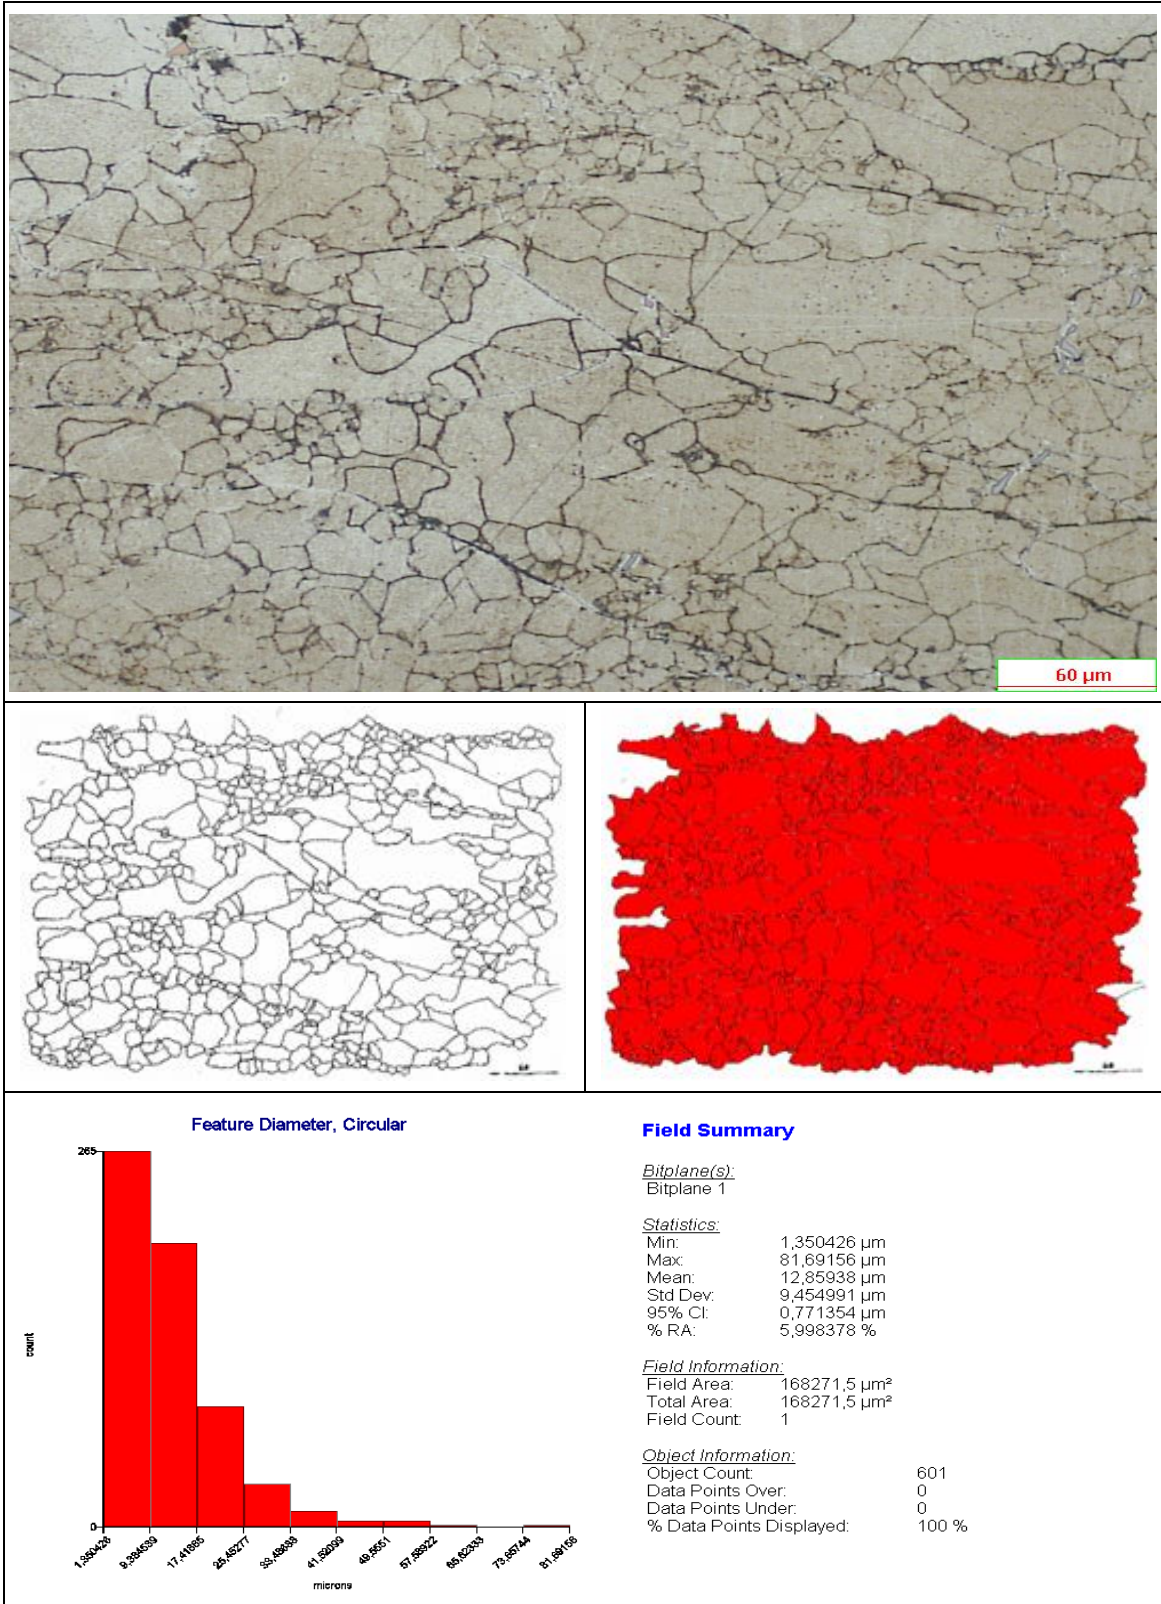 60 µm
Feature Diameter, Circular
265
count
0
1,350426
9,384539
17,41865
25,45277
33,48688
41,52099
49,5551
57,58922
65,62333
73,65744
81,69156
microns
Field Summary
Bitplane(s):
Bitplane 1
Statistics:
Min: 1,350426 µm
Max: 81,69156 µm
Mean: 12,85938 µm
Std Dev: 9,454991 µm
95% CI: 0,771354 µm
% RA: 5,998378 %
Field Information:
Field Area: 168271,5 µm²
Total Area: 168271,5 µm²
Field Count: 1
Object Information:
Object Count: 601
Data Points Over: 0
Data Points Under: 0
% Data Points Displayed: 100 %